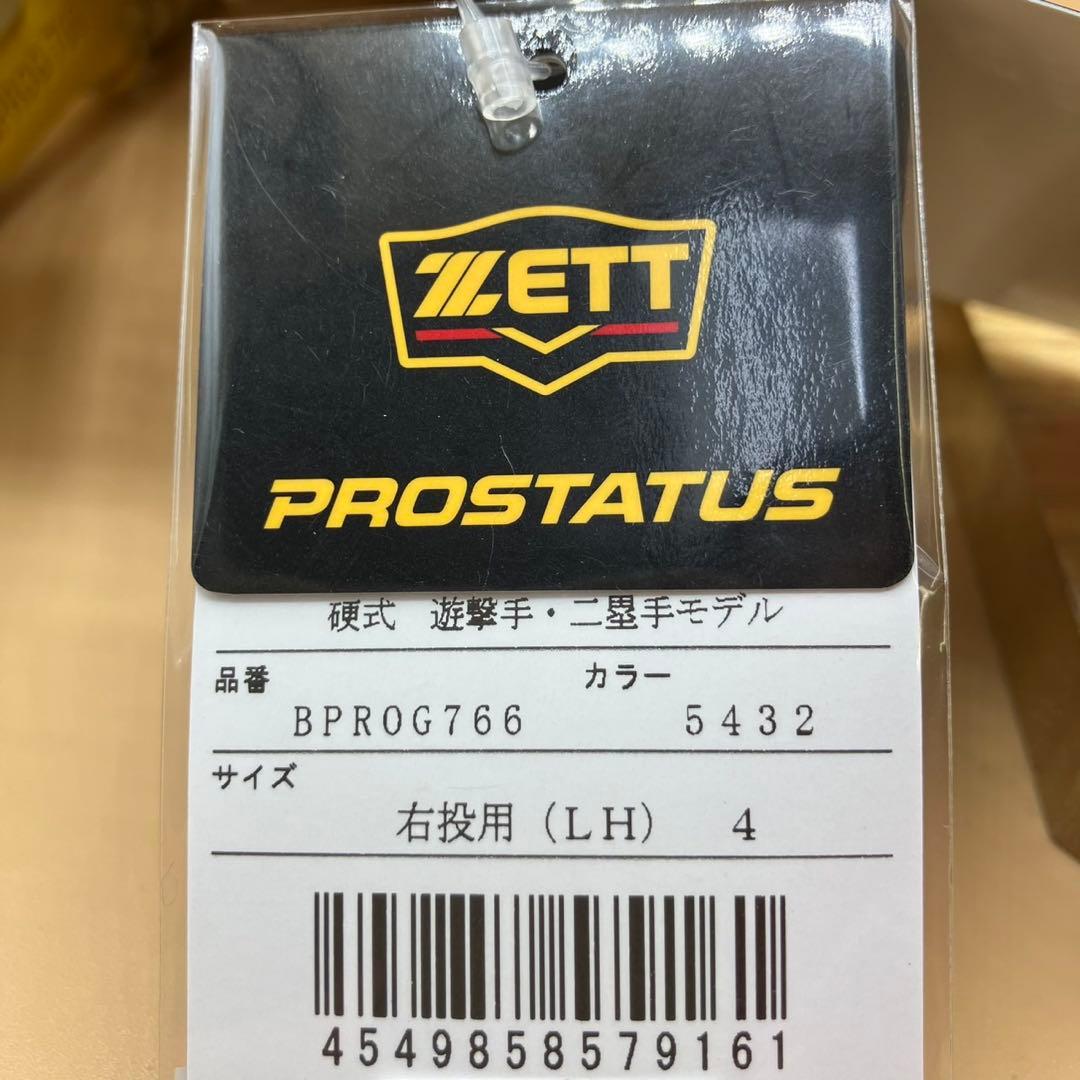 ZETT
PROSTATUS
硬式　遊撃手・二塁手モデル
品番　カラー
BPROG766　5432
サイズ
右投用（LH）　4
4549858579161